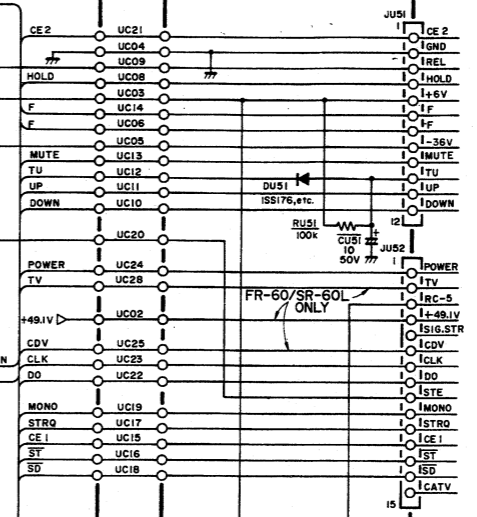 JU51
CE2 UC21 1 CE2
UC04 GND
UC09 REL
HOLD UC08 HOLD
UC03 +6V
F UC14 F
F UC06 F
UC05 -36V
MUTE UC13 MUTE
TU UC12 TU
UP UC11 DU51 UP
1SS176,etc.
DOWN UC10 DOWN
RU51 12
100k
UC20 CU51 JU52
10
50V
POWER UC24 1 POWER
TV UC28 TV
FR-60/SR-60L RC-5
ONLY
+49.1V UC02 +49.1V
SIG.STR
CDV UC25 CDV
N CLK UC23 CLK
DO UC22 DO
STE
MONO UC19 MONO
STRQ UC17 STRQ
CE1 UC15 CE1
ST UC16 ST
SD UC18 SD
CATV
15